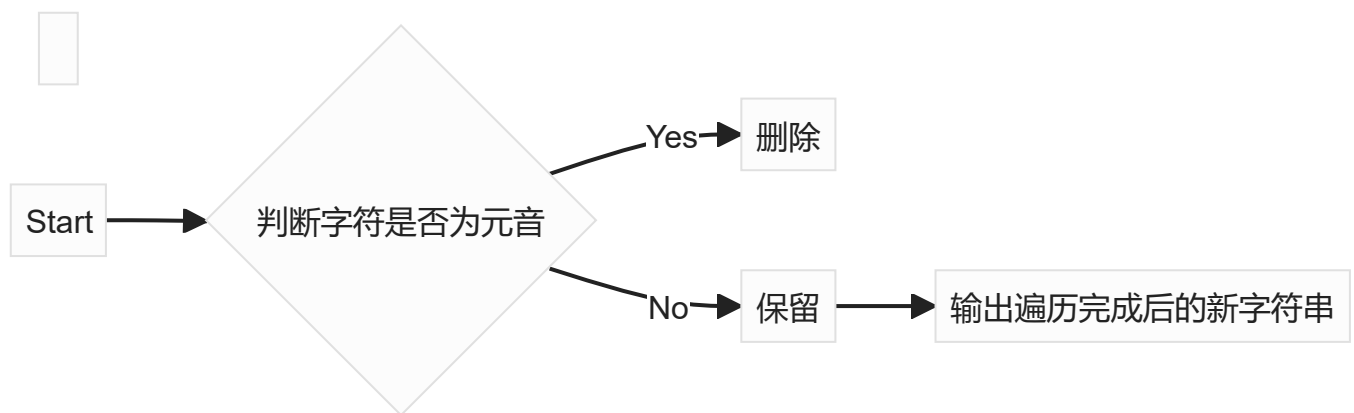 Start
判断字符是否为元音
Yes
删除
No
保留
输出遍历完成后的新字符串